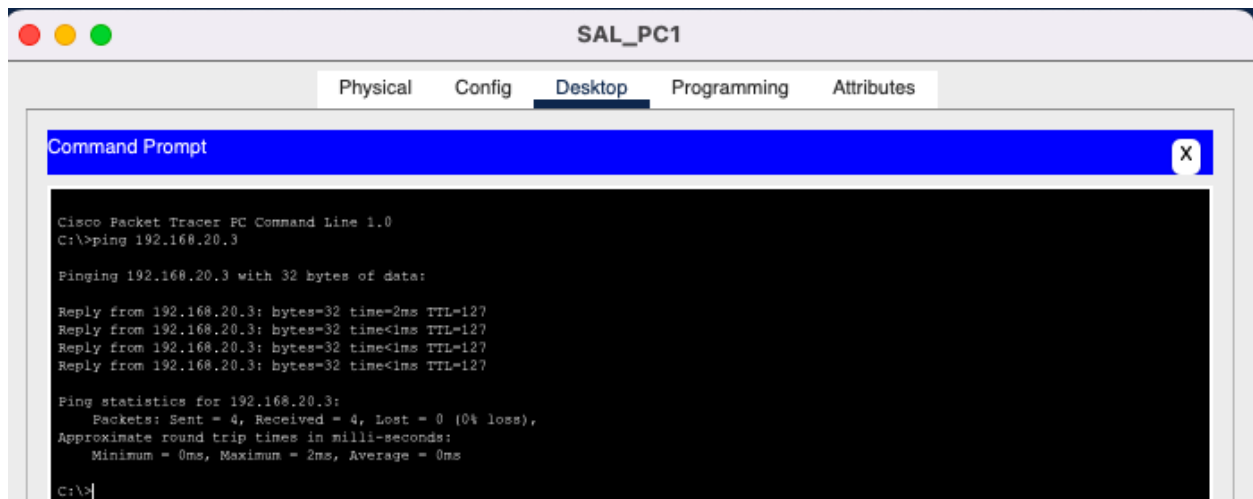 SAL_PC1
Physical Config Desktop Programming Attributes
Command Prompt
X
Cisco Packet Tracer PC Command Line 1.0
C:\>ping 192.168.20.3
Pinging 192.168.20.3 with 32 bytes of data:
Reply from 192.168.20.3: bytes=32 time=2ms TTL=127
Reply from 192.168.20.3: bytes=32 time<1ms TTL=127
Reply from 192.168.20.3: bytes=32 time<1ms TTL=127
Reply from 192.168.20.3: bytes=32 time<1ms TTL=127
Ping statistics for 192.168.20.3:
Packets: Sent = 4, Received = 4, Lost = 0 (0% loss),
Approximate round trip times in milli-seconds:
Minimum = 0ms, Maximum = 2ms, Average = 0ms
C:\>